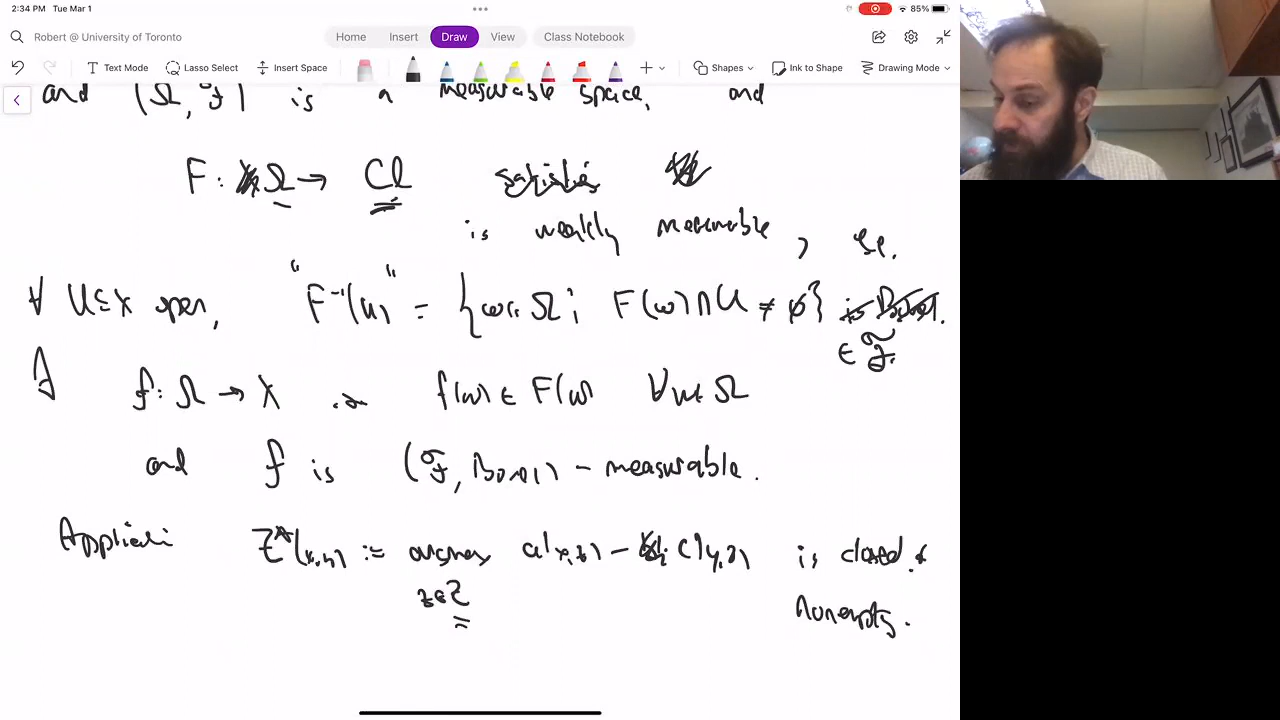 2:34 PM Tue Mar 1
85%
Robert @ University of Toronto
Home Insert Draw View Class Notebook
Text Mode Lasso Select Insert Space Shapes Ink to Shape Drawing Mode
and (Ω, F) is a measurable space, and
F: Ω → Cl
is weakly measurable, i.e.
∀ U ⊆ X open, "F⁻¹(U)" = {ω ∈ Ω; F(ω) ∩ U ≠ ∅} ∈ F.
∃ f: Ω → X f(ω) ∈ F(ω) ∀ω ∈ Ω
and f is (F, Borel) - measurable.
Z*(x,y) := argmax a(x,z) - c(y,z) is closed &
z∈Z nonempty.